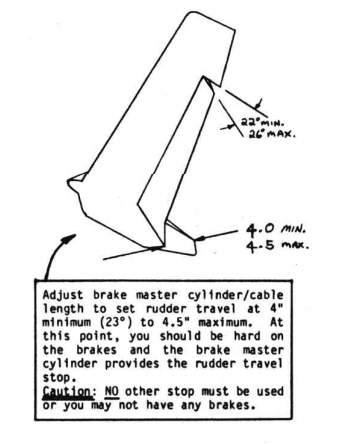 22° MIN.
26° MAX.
4.0 MIN.
4.5 MAX.
Adjust brake master cylinder/cable
length to set rudder travel at 4"
minimum (23°) to 4.5" maximum. At
this point, you should be hard on
the brakes and the brake master
cylinder provides the rudder travel
stop.
Caution: NO other stop must be used
or you may not have any brakes.